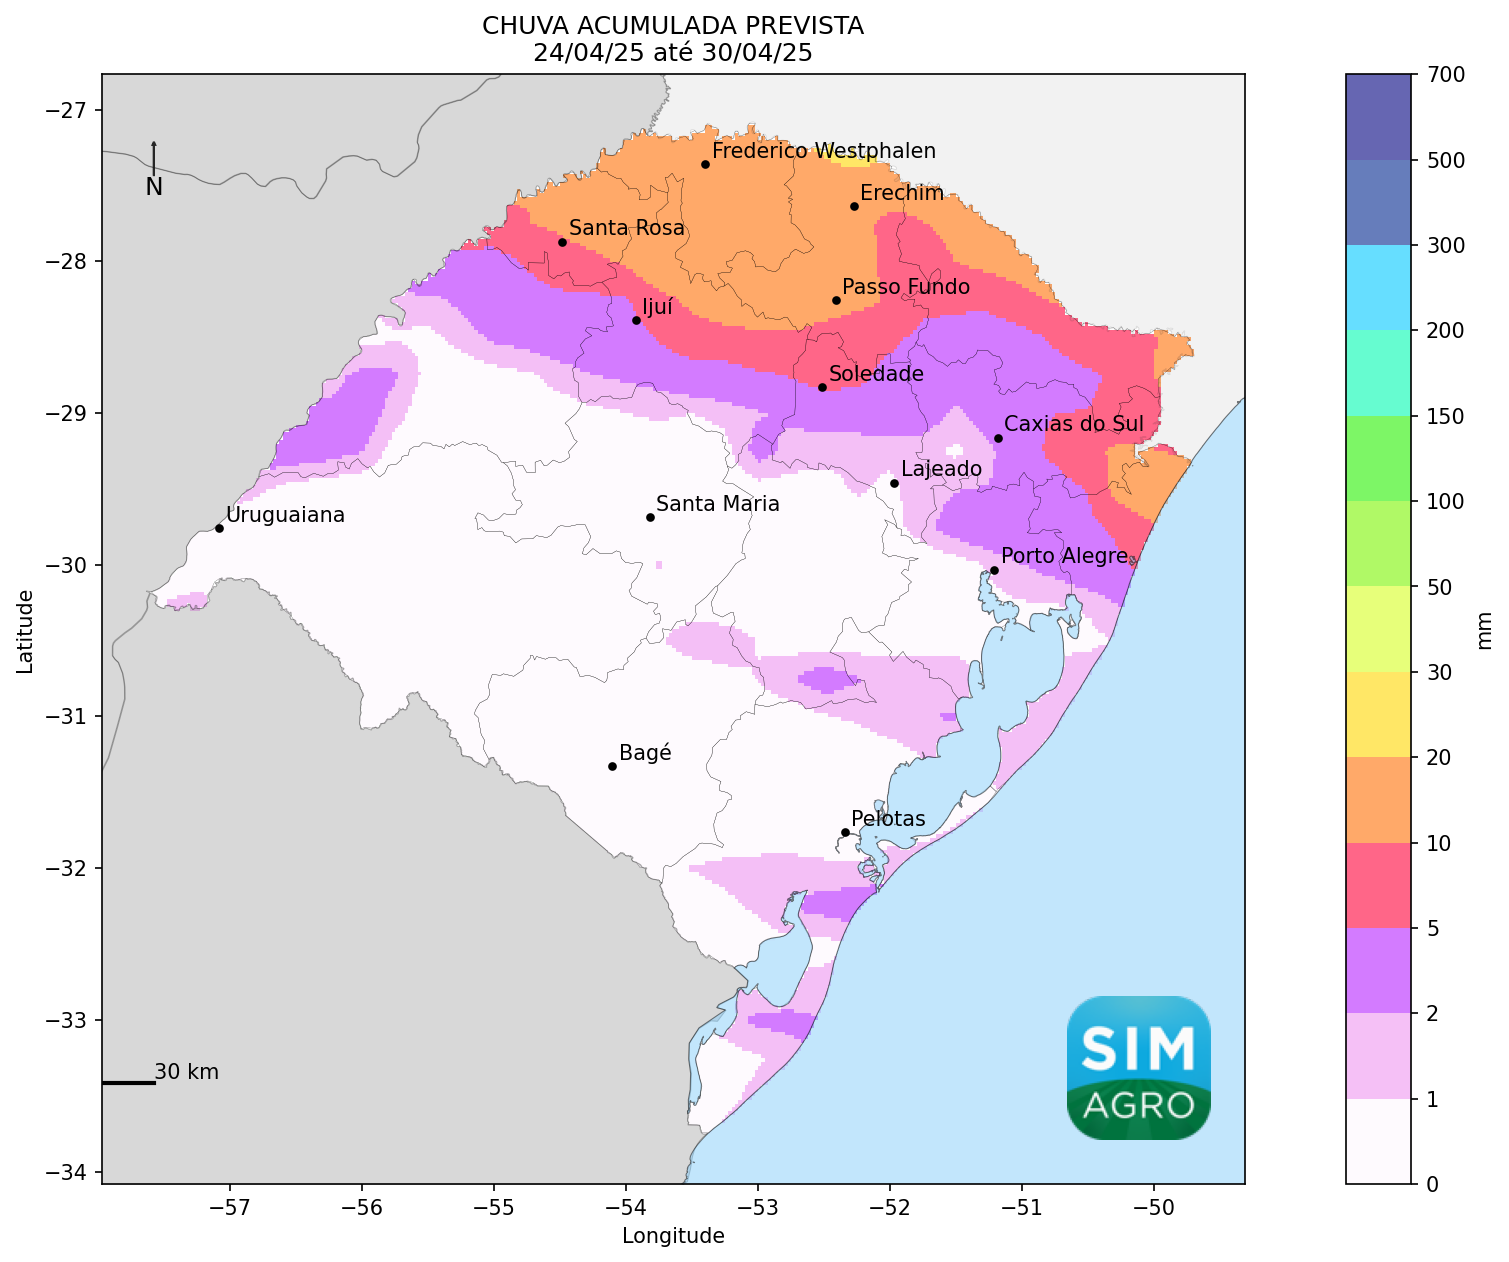 CHUVA ACUMULADA PREVISTA
24/04/25 até 30/04/25
−27
−28
−29
−30
−31
−32
−33
−34
Latitude
N
Frederico Westphalen
Erechim
Santa Rosa
Passo Fundo
Ijuí
Soledade
Caxias do Sul
Lajeado
Santa Maria
Uruguaiana
Porto Alegre
Bagé
Pelotas
30 km
SIM
AGRO
−57
−56
−55
−54
−53
−52
−51
−50
Longitude
700
500
300
200
150
100
50
30
20
10
5
2
1
0
mm